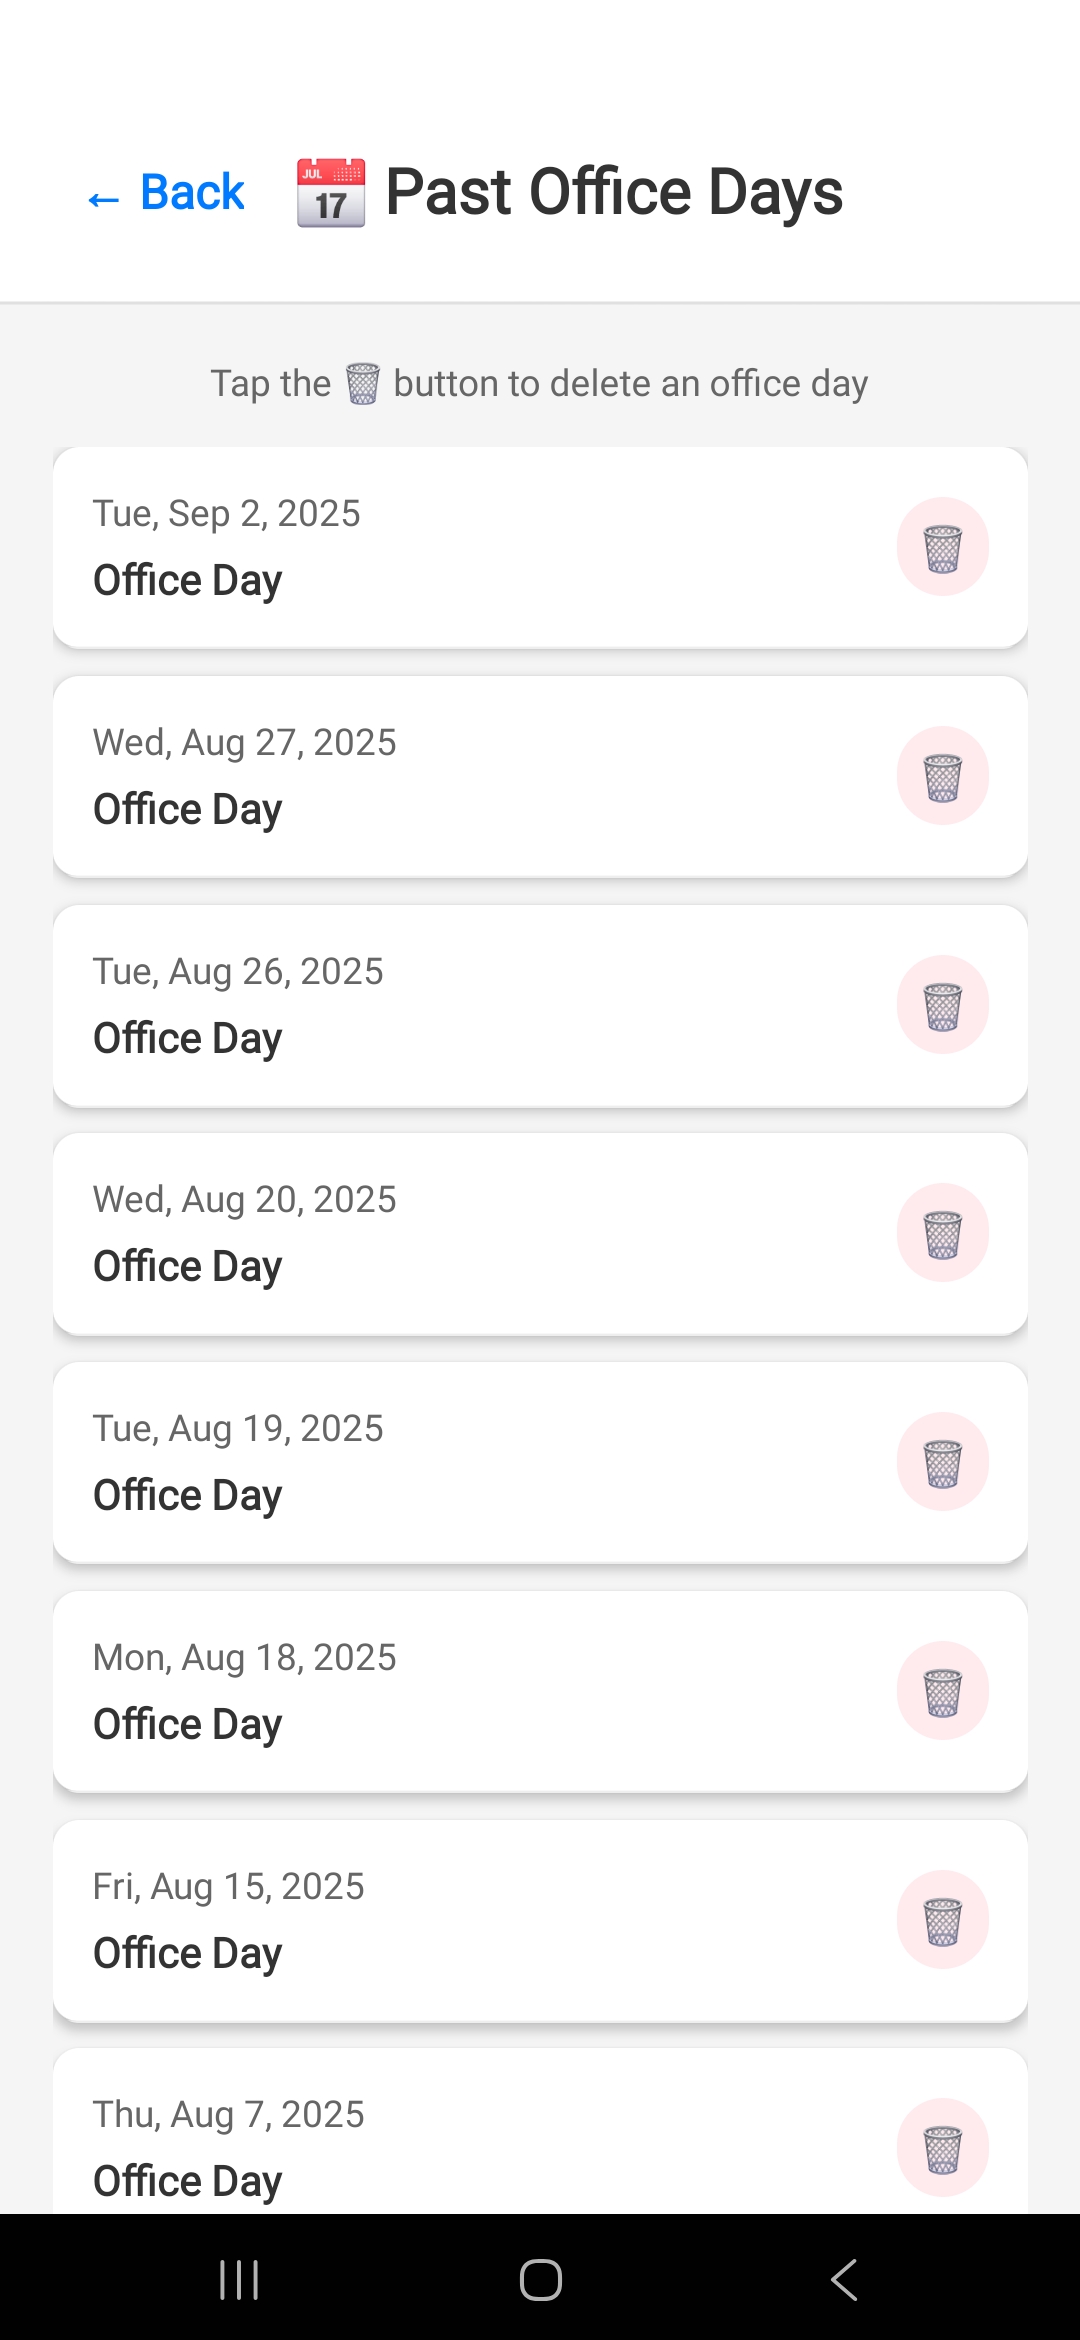 ← Back 📅 Past Office Days
Tap the 🗑️ button to delete an office day
Tue, Sep 2, 2025
Office Day
Wed, Aug 27, 2025
Office Day
Tue, Aug 26, 2025
Office Day
Wed, Aug 20, 2025
Office Day
Tue, Aug 19, 2025
Office Day
Mon, Aug 18, 2025
Office Day
Fri, Aug 15, 2025
Office Day
Thu, Aug 7, 2025
Office Day